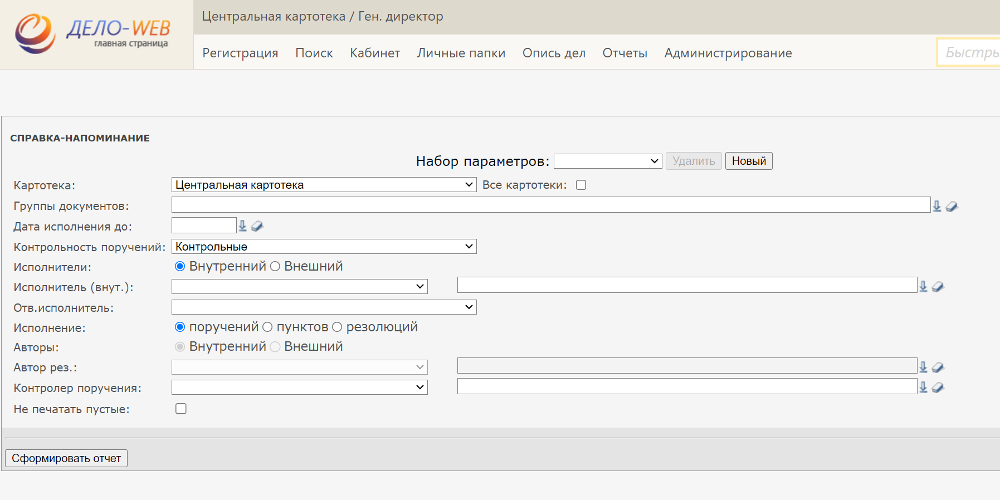 ДЕЛО-WEB
главная страница
Центральная картотека / Ген. директор
Регистрация Поиск Кабинет Личные папки Опись дел Отчеты Администрирование Быстры
СПРАВКА-НАПОМИНАНИЕ
Набор параметров: Удалить Новый
Картотека: Центральная картотека Все картотеки:
Группы документов:
Дата исполнения до:
Контрольность поручений: Контрольные
Исполнители: Внутренний Внешний
Исполнитель (внут.):
Отв.исполнитель:
Исполнение: поручений пунктов резолюций
Авторы: Внутренний Внешний
Автор рез.:
Контролер поручения:
Не печатать пустые:
Сформировать отчет